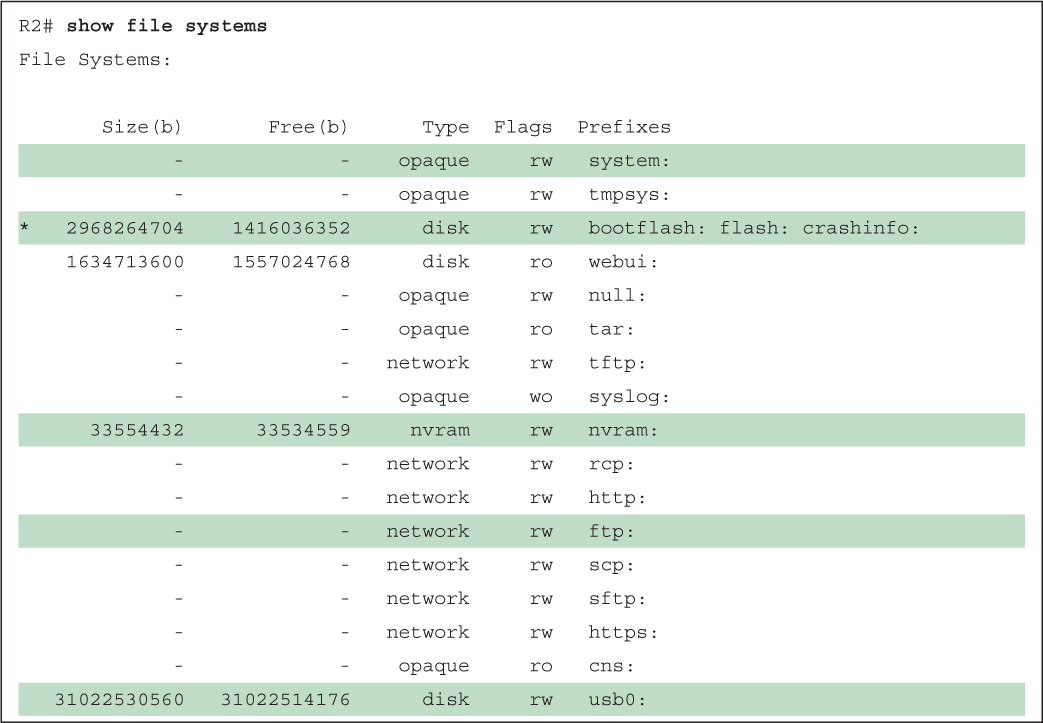 R2# show file systems
File Systems:
Size(b) Free(b) Type Flags Prefixes
- - opaque rw system:
- - opaque rw tmpsys:
* 2968264704 1416036352 disk rw bootflash: flash: crashinfo:
1634713600 1557024768 disk ro webui:
- - opaque rw null:
- - opaque ro tar:
- - network rw tftp:
- - opaque wo syslog:
33554432 33534559 nvram rw nvram:
- - network rw rcp:
- - network rw http:
- - network rw ftp:
- - network rw scp:
- - network rw sftp:
- - network rw https:
- - opaque ro cns:
31022530560 31022514176 disk rw usb0: